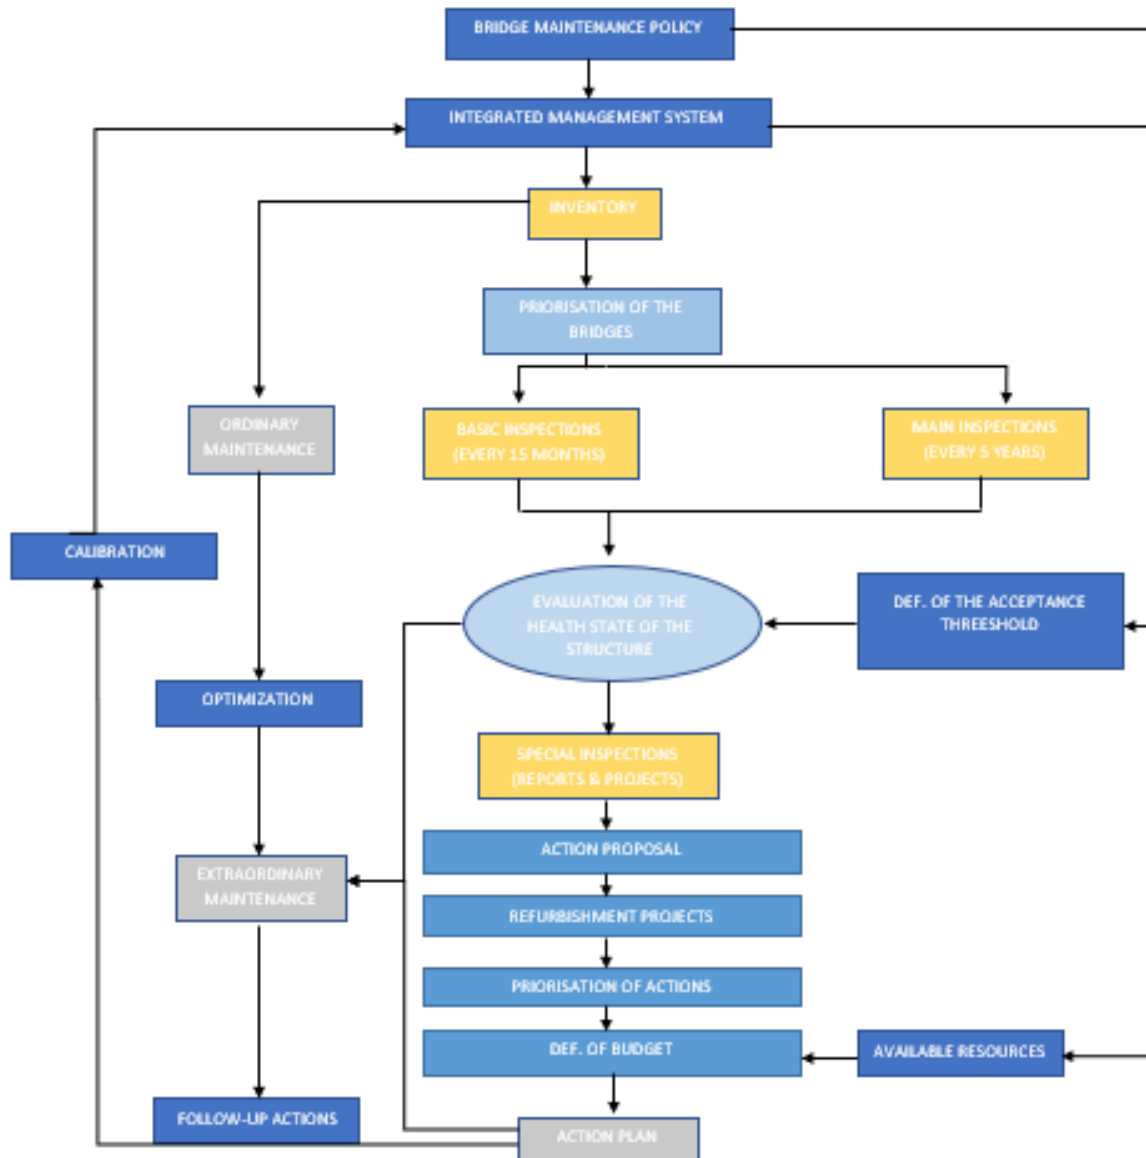 BRIDGE MAINTENANCE POLICY
INTEGRATED MANAGEMENT SYSTEM
INVENTORY
PRIORISATION OF THE
BRIDGES
ORDINARY
MAINTENANCE
BASIC INSPECTIONS
(EVERY 15 MONTHS)
MAIN INSPECTIONS
(EVERY 5 YEARS)
CALIBRATION
EVALUATION OF THE
HEALTH STATE OF THE
STRUCTURE
DEF. OF THE ACCEPTANCE
THREESHOLD
OPTIMIZATION
SPECIAL INSPECTIONS
(REPORTS & PROJECTS)
ACTION PROPOSAL
EXTRAORDINARY
MAINTENANCE
REFURBISHMENT PROJECTS
PRIORISATION OF ACTIONS
DEF. OF BUDGET
AVAILABLE RESOURCES
FOLLOW-UP ACTIONS
ACTION PLAN